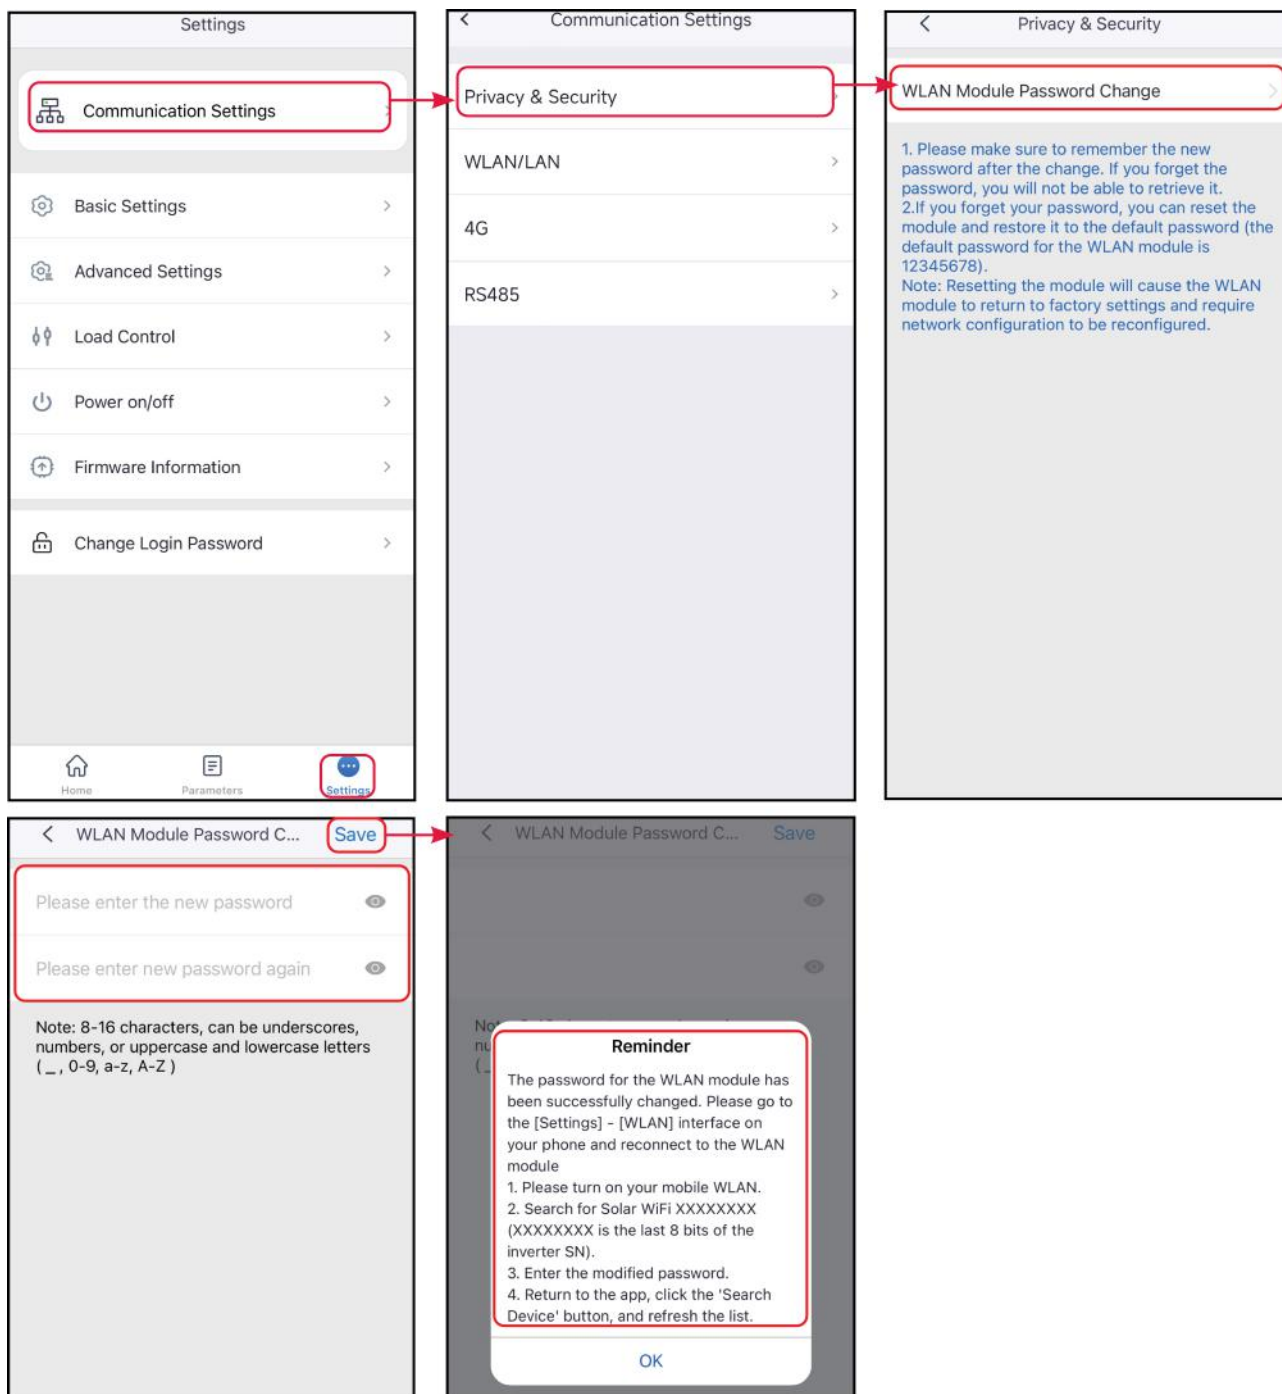 Settings
Communication Settings
Basic Settings
Advanced Settings
Load Control
Power on/off
Firmware Information
Change Login Password
Home
Parameters
Settings
Communication Settings
Privacy & Security
WLAN/LAN
4G
RS485
Privacy & Security
WLAN Module Password Change
1. Please make sure to remember the new
password after the change. If you forget the
password, you will not be able to retrieve it.
2.If you forget your password, you can reset the
module and restore it to the default password (the
default password for the WLAN module is
12345678).
Note: Resetting the module will cause the WLAN
module to return to factory settings and require
network configuration to be reconfigured.
WLAN Module Password C... Save
Please enter the new password
Please enter new password again
Note: 8-16 characters, can be underscores,
numbers, or uppercase and lowercase letters
( _ , 0-9, a-z, A-Z )
WLAN Module Password C... Save
Reminder
The password for the WLAN module has
been successfully changed. Please go to
the [Settings] - [WLAN] interface on
your phone and reconnect to the WLAN
module
1. Please turn on your mobile WLAN.
2. Search for Solar WiFi XXXXXXXX
(XXXXXXXX is the last 8 bits of the
inverter SN).
3. Enter the modified password.
4. Return to the app, click the 'Search
Device' button, and refresh the list.
OK